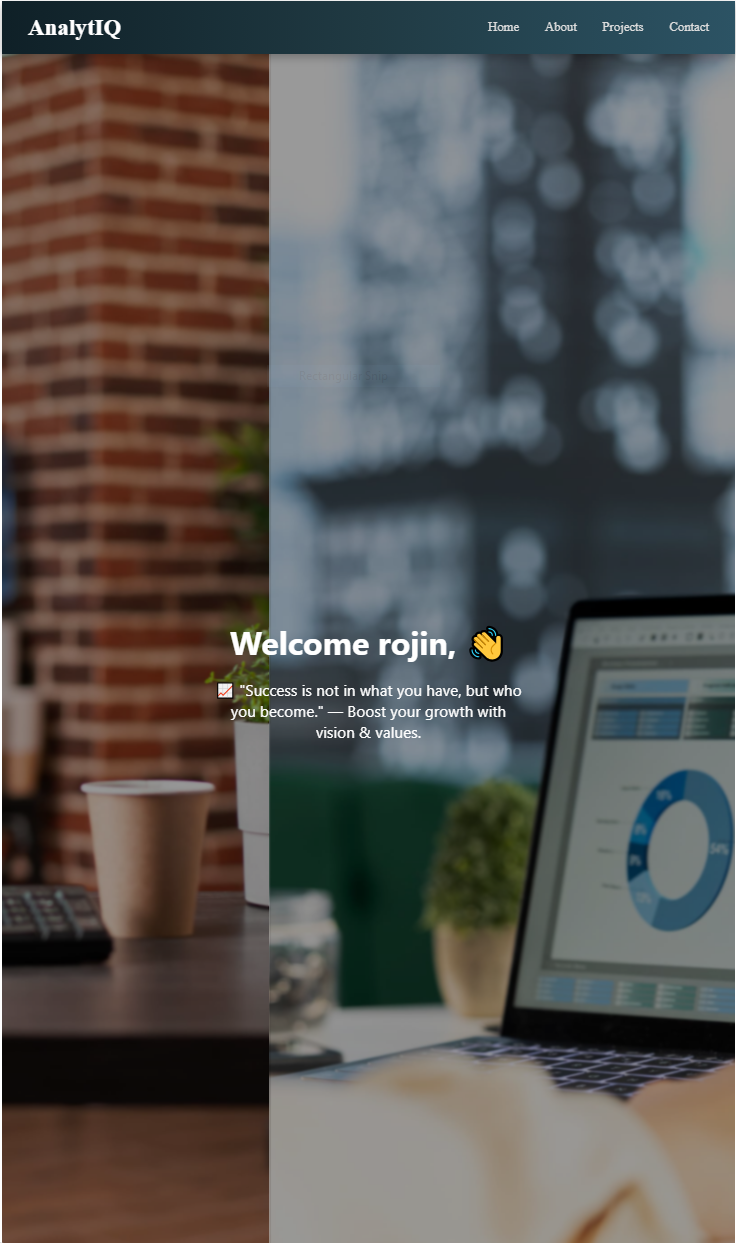 AnalytIQ
Home About Projects Contact
Welcome rojin, 👋
📈 "Success is not in what you have, but who
you become." — Boost your growth with
vision & values.
54%